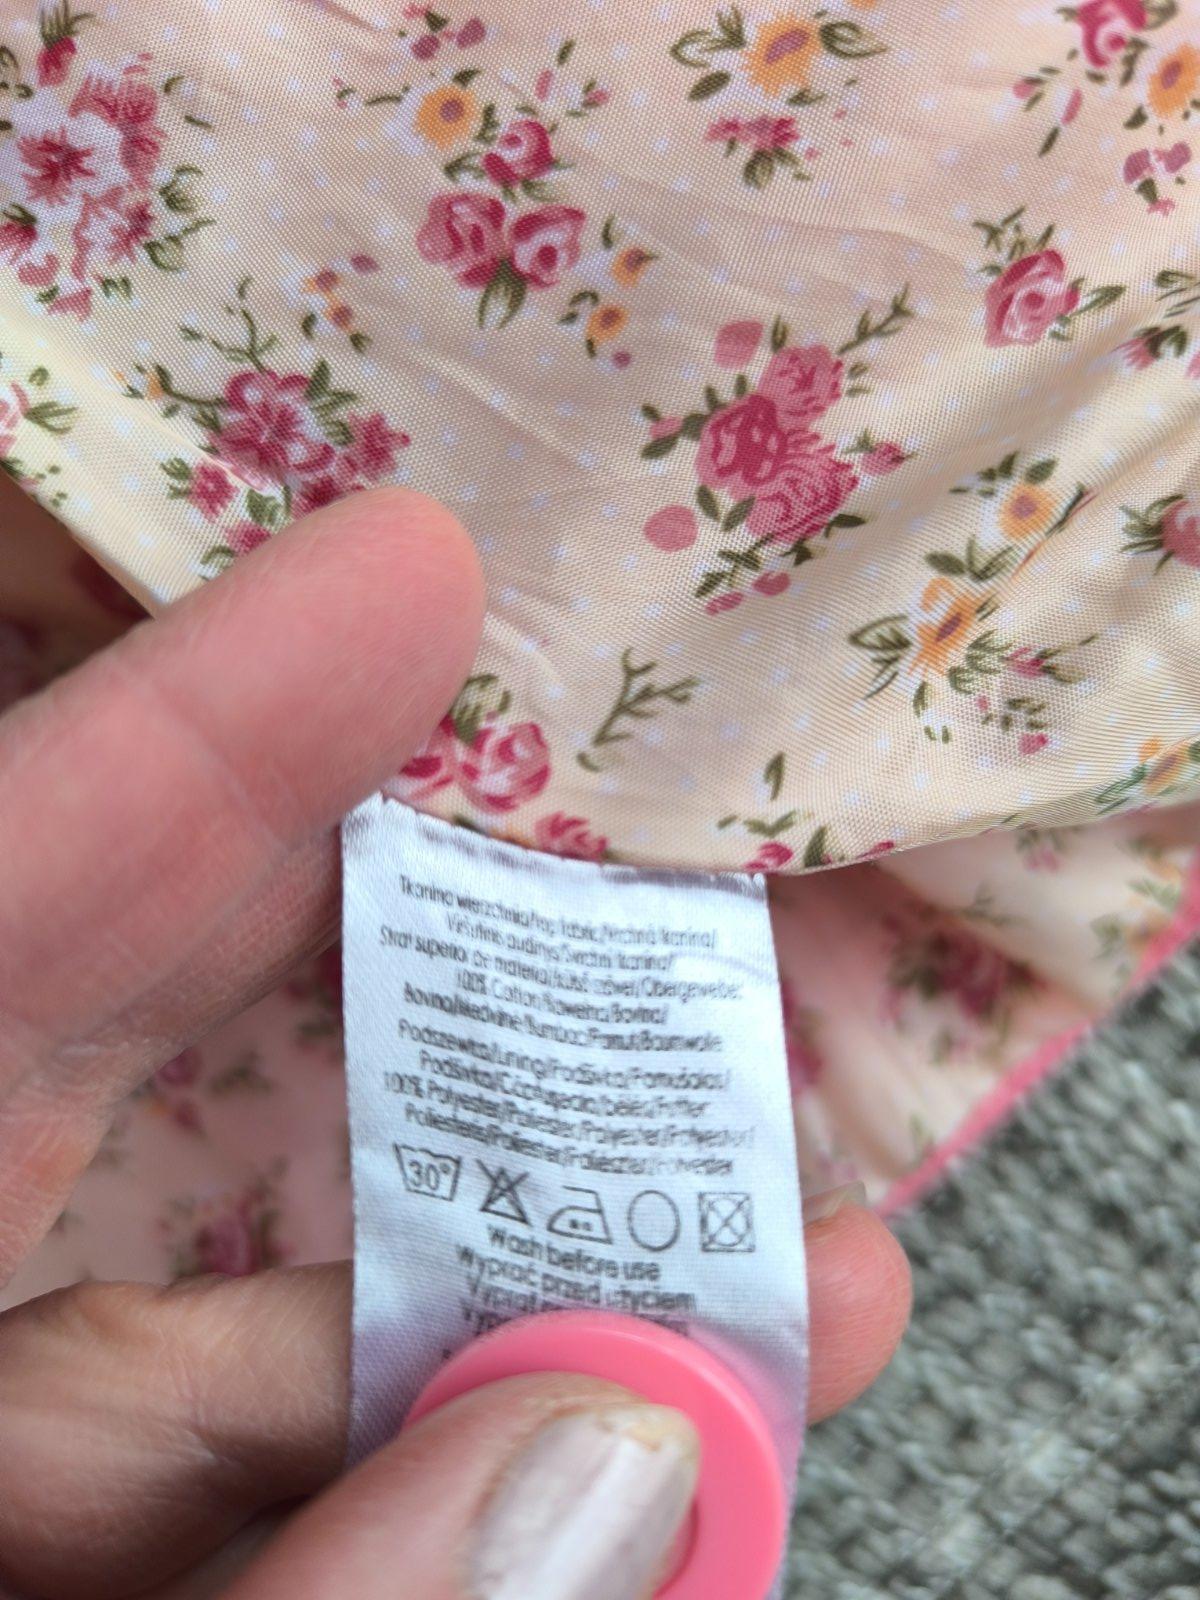 Tkanina wierzchnia/Top fabric/Vrchná tkanina/
Viršutinis audinys/Svrchní tkanina/
Strat superior de material/külső szövet/Obergewebe:
100% Cotton/Bawełna/Bavlna/
Bavlna/Medvilnė/Bumbac/Pamut/Baumwolle
Podszewka/Lining/Podšívka/Pamušalas/
Podšívka/Căptușeală/bélés/Futter
100% Polyester/Poliester/Polyester/Polyester/
Poliesteris/Poliester/Poliészter/Polyester
30°
Wash before use
Wyprać przed użyciem